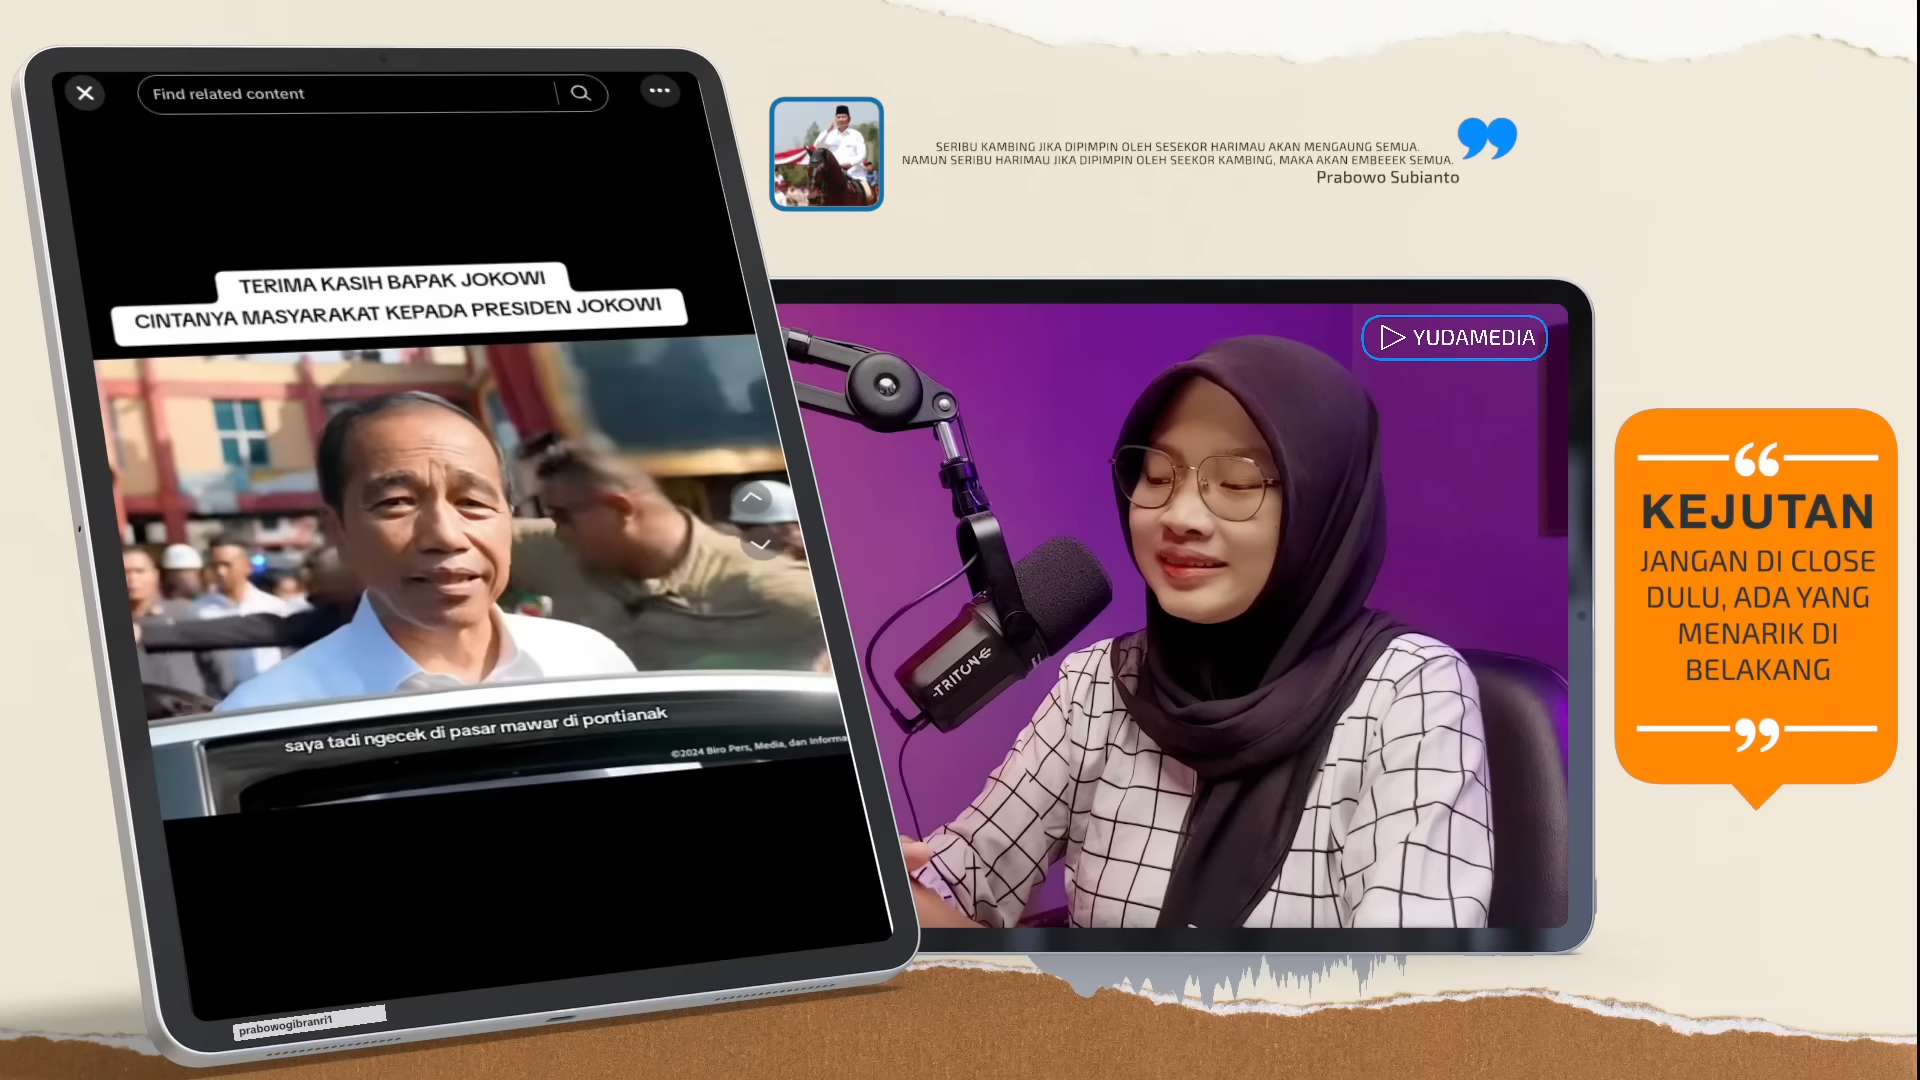 Find related content
TERIMA KASIH BAPAK JOKOWI
CINTANYA MASYARAKAT KEPADA PRESIDEN JOKOWI
saya tadi ngecek di pasar mawar di pontianak
©2024 Biro Pers, Media, dan Informa
prabowogibranri1
SERIBU KAMBING JIKA DIPIMPIN OLEH SESEKOR HARIMAU AKAN MENGAUNG SEMUA.
NAMUN SERIBU HARIMAU JIKA DIPIMPIN OLEH SEEKOR KAMBING, MAKA AKAN EMBEEEK SEMUA.
Prabowo Subianto
YUDAMEDIA
TRITON
KEJUTAN
JANGAN DI CLOSE
DULU, ADA YANG
MENARIK DI
BELAKANG